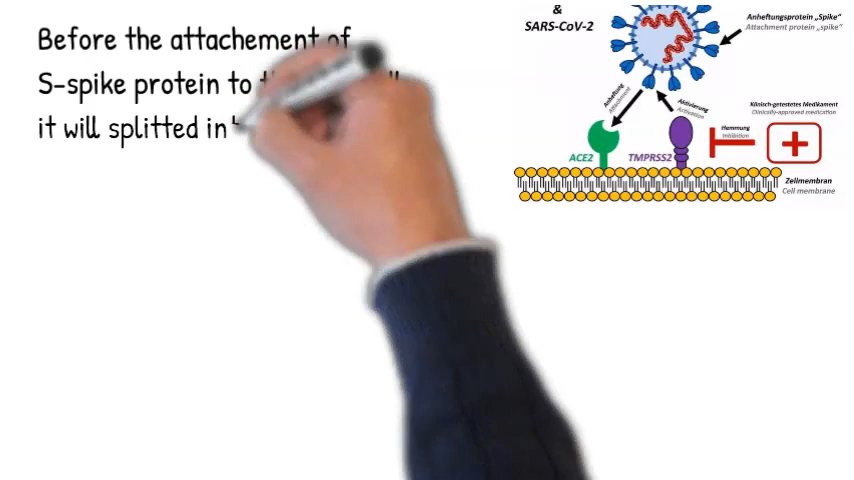 Before the attachement of
S-spike protein to
it will splitted in
&
SARS-CoV-2
Anheftungsprotein „Spike"
Attachment protein „spike"
Anheftung
Attachment
Aktivierung
Activation
Klinisch-getestetes Medikament
Clinically-approved medication
Hemmung
Inhibition
ACE2
TMPRSS2
Zellmembran
Cell membrane